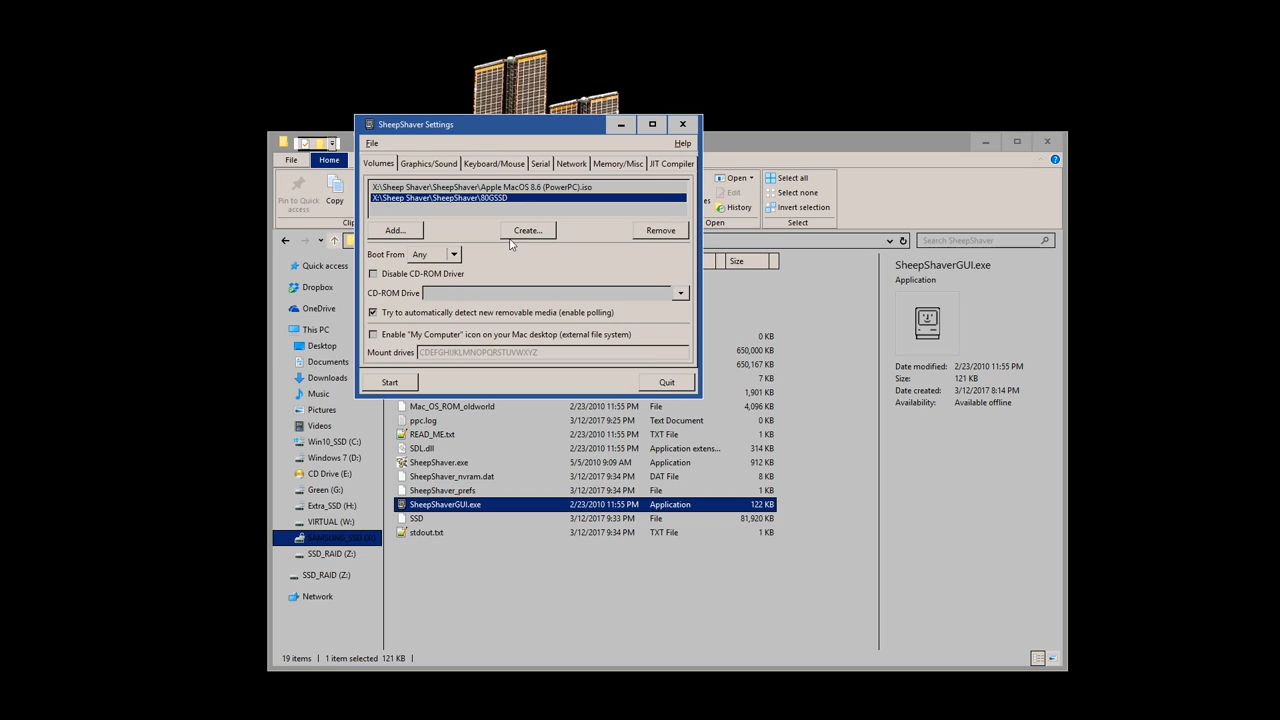 SheepShaver Settings
File
Help
Volumes
Graphics/Sound
Keyboard/Mouse
Serial
Network
Memory/Misc
JIT Compiler
X:\Sheep Shaver\SheepShaver\Apple MacOS 8.6 (PowerPC).iso
X:\Sheep Shaver\SheepShaver\80GSSD
Add...
Create...
Remove
Boot From
Any
Disable CD-ROM Driver
CD-ROM Drive
Try to automatically detect new removable media (enable polling)
Enable "My Computer" icon on your Mac desktop (external file system)
Mount drives
CDEFGHIJKLMNOPQRSTUVWXYZ
Start
Quit
File
Home
Pin to Quick
access
Copy
Open
Edit
History
Open
Select all
Select none
Invert selection
Select
Search SheepShaver
Quick access
Dropbox
OneDrive
This PC
Desktop
Documents
Downloads
Music
Pictures
Videos
Win10_SSD (C:)
Windows 7 (D:)
CD Drive (E:)
Green (G:)
Extra_SSD (H:)
VIRTUAL (W:)
SAMSUNG_SSD (X:)
SSD_RAID (Z:)
SSD_RAID (Z:)
Network
Size
0 KB
650,000 KB
650,167 KB
7 KB
1,901 KB
Mac_OS_ROM_oldworld 2/23/2010 11:55 PM File 4,096 KB
ppc.log 3/12/2017 9:25 PM Text Document 0 KB
READ_ME.txt 2/23/2010 11:55 PM TXT File 1 KB
SDL.dll 2/23/2010 11:55 PM Application extens... 314 KB
SheepShaver.exe 5/5/2010 9:09 AM Application 912 KB
SheepShaver_nvram.dat 3/12/2017 9:34 PM DAT File 8 KB
SheepShaver_prefs 3/12/2017 9:34 PM File 1 KB
SheepShaverGUI.exe 2/23/2010 11:55 PM Application 122 KB
SSD 3/12/2017 9:33 PM File 81,920 KB
stdout.txt 3/12/2017 9:34 PM TXT File 1 KB
SheepShaverGUI.exe
Application
Date modified: 2/23/2010 11:55 PM
Size: 121 KB
Date created: 3/12/2017 8:14 PM
Availability: Available offline
19 items
1 item selected 121 KB